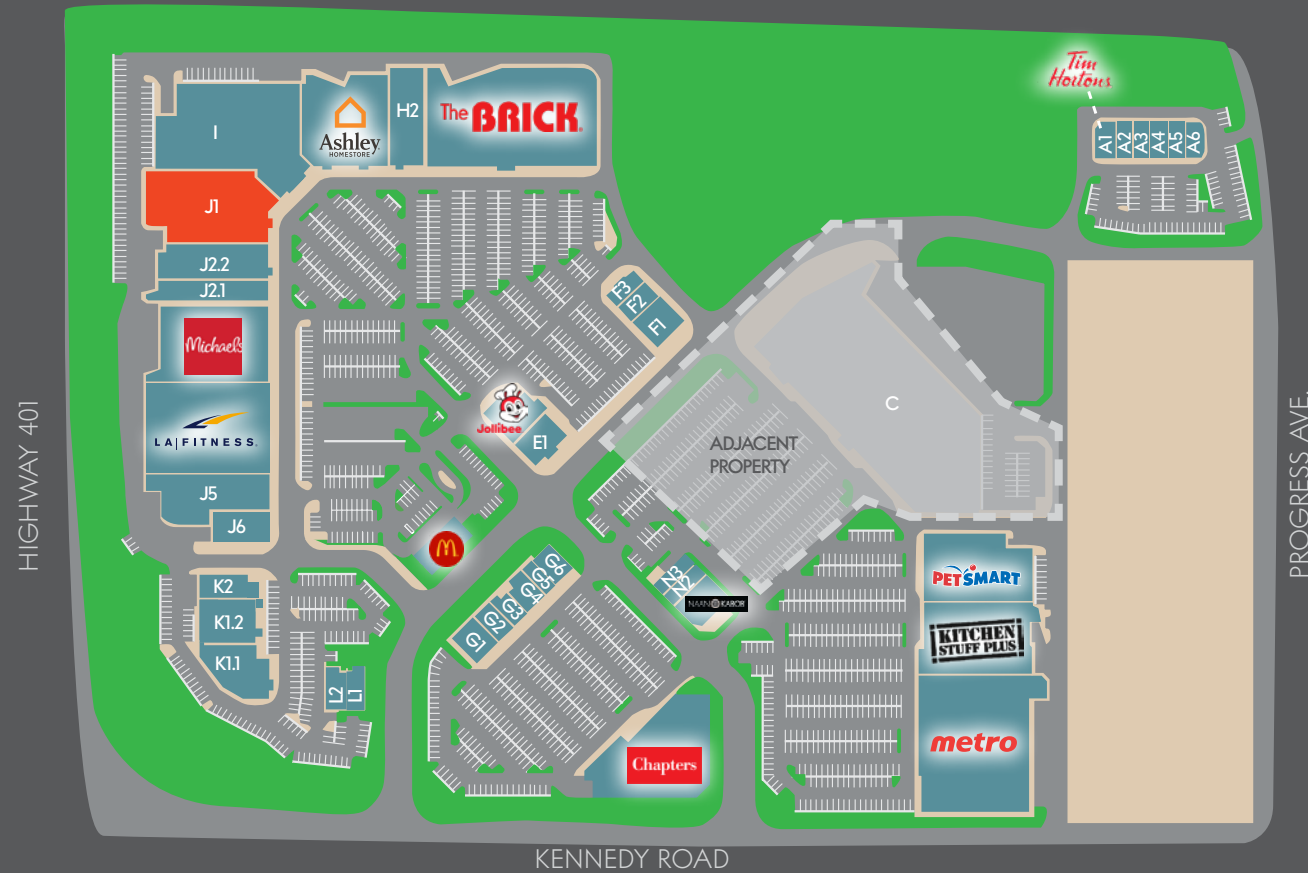 Tim
Hortons
A1
A2
A3
A4
A5
A6
I
Ashley
HOMESTORE
H2
The BRICK
J1
J2.2
J2.1
Michaels
LA|FITNESS.
J5
J6
F3
F2
F1
Jollibee
E1
C
ADJACENT
PROPERTY
HIGHWAY 401
PROGRESS AVE.
K2
K1.2
K1.1
L2
L1
G6
G5
G4
G3
G2
G1
N3
N2
NAAN KABOB
PETSMART
KITCHEN
STUFF PLUS
metro
Chapters
KENNEDY ROAD